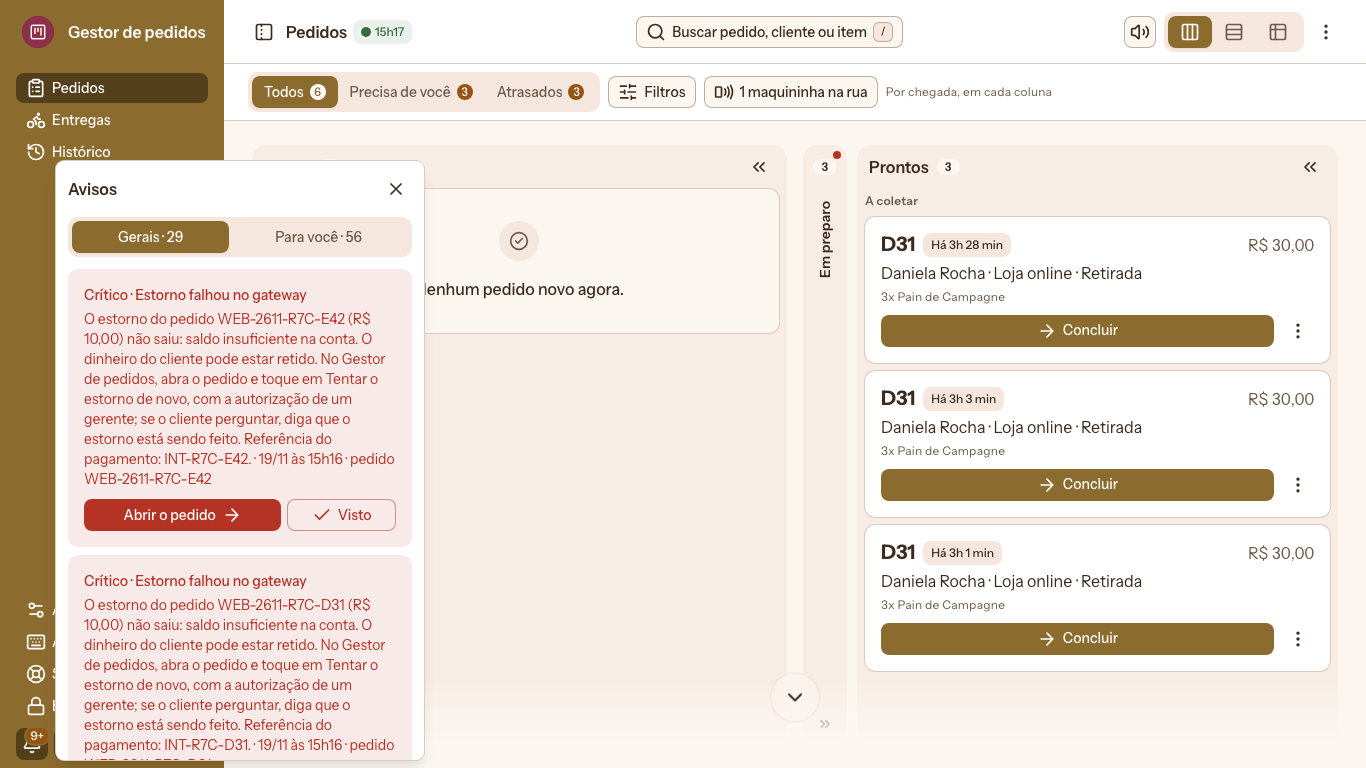 Gestor de pedidos
Pedidos
Entregas
Histórico
9+
Pedidos
15h17
Buscar pedido, cliente ou item
/
Todos 6
Precisa de você 3
Atrasados 3
Filtros
1 maquininha na rua
Por chegada, em cada coluna
Avisos
Gerais · 29
Para você · 56
Crítico · Estorno falhou no gateway
O estorno do pedido WEB-2611-R7C-E42 (R$
10,00) não saiu: saldo insuficiente na conta. O
dinheiro do cliente pode estar retido. No Gestor
de pedidos, abra o pedido e toque em Tentar o
estorno de novo, com a autorização de um
gerente; se o cliente perguntar, diga que o
estorno está sendo feito. Referência do
pagamento: INT-R7C-E42. · 19/11 às 15h16 · pedido
WEB-2611-R7C-E42
Abrir o pedido
Visto
Crítico · Estorno falhou no gateway
O estorno do pedido WEB-2611-R7C-D31 (R$
10,00) não saiu: saldo insuficiente na conta. O
dinheiro do cliente pode estar retido. No Gestor
de pedidos, abra o pedido e toque em Tentar o
estorno de novo, com a autorização de um
gerente; se o cliente perguntar, diga que o
estorno está sendo feito. Referência do
pagamento: INT-R7C-D31. · 19/11 às 15h16 · pedido
pedido novo agora.
3
Em preparo
Prontos 3
A coletar
D31 Há 3h 28 min R$ 30,00
Daniela Rocha · Loja online · Retirada
3x Pain de Campagne
Concluir
D31 Há 3h 3 min R$ 30,00
Daniela Rocha · Loja online · Retirada
3x Pain de Campagne
Concluir
D31 Há 3h 1 min R$ 30,00
Daniela Rocha · Loja online · Retirada
3x Pain de Campagne
Concluir